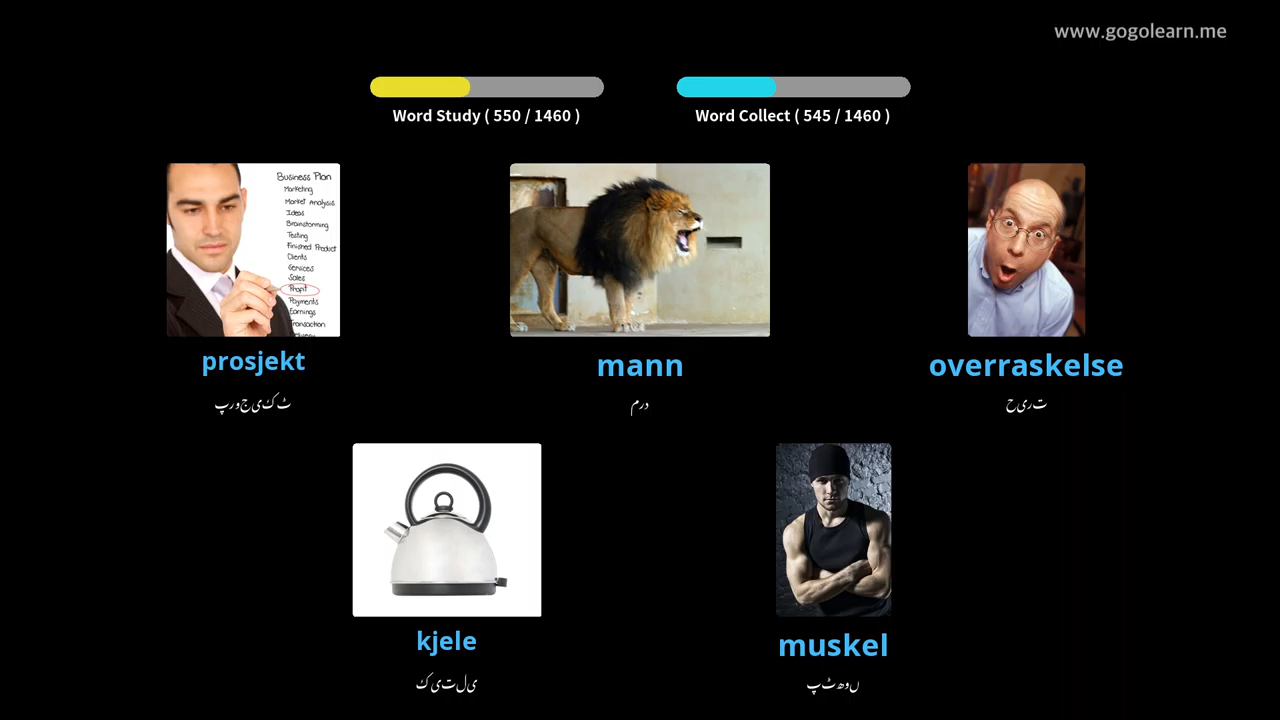 www.gogolearn.me
Word Study ( 550 / 1460 )
Word Collect ( 545 / 1460 )
Business Plan
Marketing
Market Analysis
Ideas
Brainstorming
Testing
Finished Product
Clients
Services
Sales
Profit
Payments
Earnings
Transaction
prosjekt
mann
overraskelse
پروجیکٹ
مرد
حیرت
kjele
muskel
کیتلی
پٹھوں